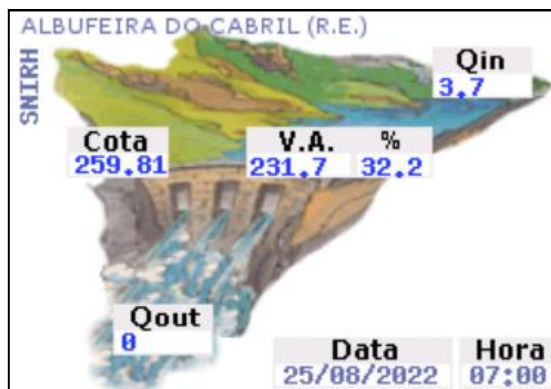 ALBUFEIRA DO CABRIL (R.E.)
SNIRH
Qin
3.7
Cota
259.81
V.A. %
231.7 32.2
Qout
0
Data Hora
25/08/2022 07:00